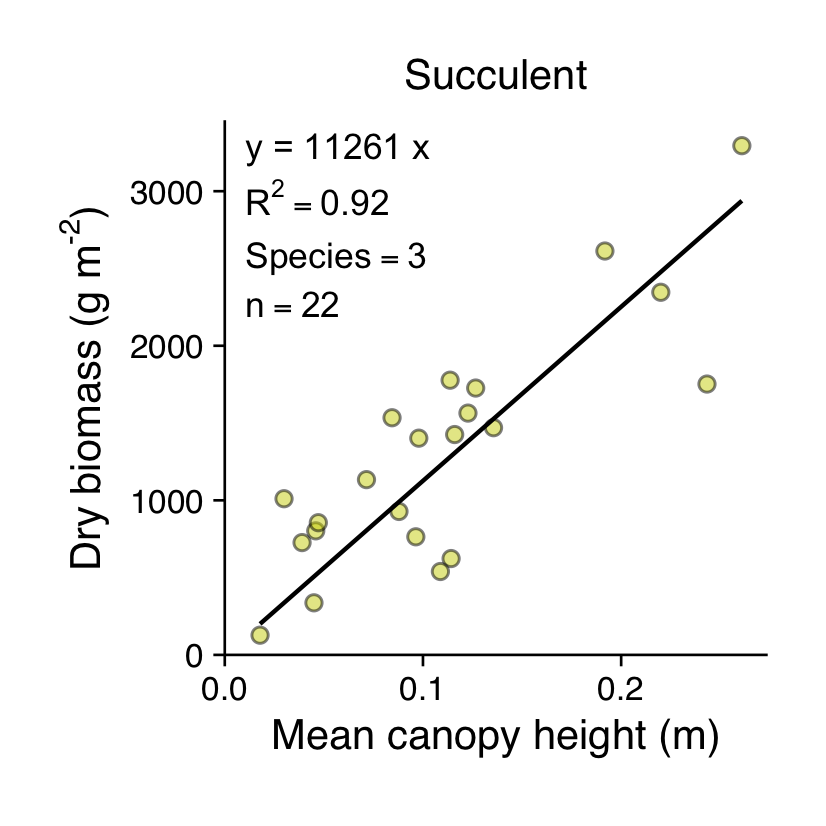 Succulent
y = 11261 x
R² = 0.92
Species = 3
n = 22
3000
2000
1000
0
0.0
0.1
0.2
Dry biomass (g m⁻²)
Mean canopy height (m)